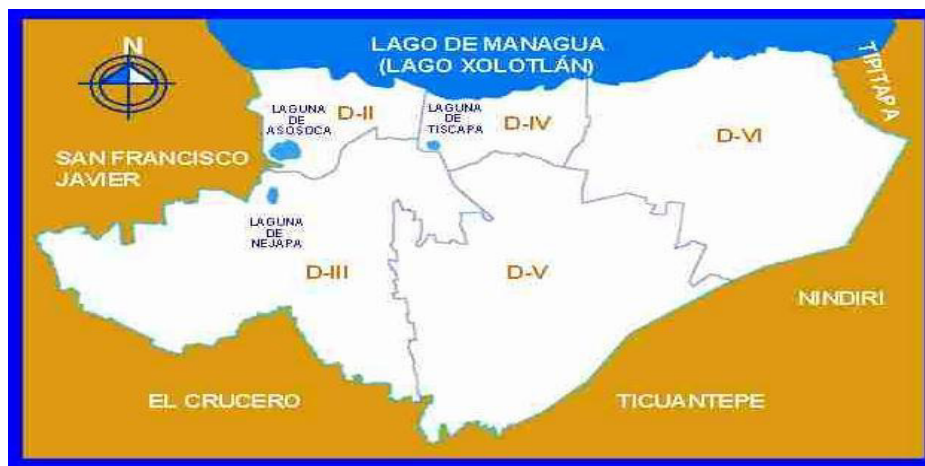 N
LAGO DE MANAGUA
(LAGO XOLOTLÁN)
TIPITAPA
LAGUNA
DE
ASOSOCA
D-II
LAGUNA
DE
TISCAPA
D-IV
D-VI
SAN FRANCISCO
JAVIER
LAGUNA
DE
NEJAPA
D-III
D-V
NINDIRI
EL CRUCERO
TICUANTEPE